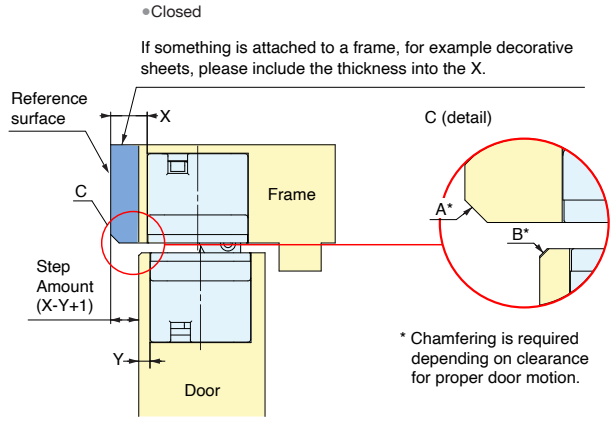 ●Closed
If something is attached to a frame, for example decorative
sheets, please include the thickness into the X.
Reference
surface
X
C (detail)
C
Frame
A*
B*
Step
Amount
(X-Y+1)
Y
Door
* Chamfering is required
depending on clearance
for proper door motion.